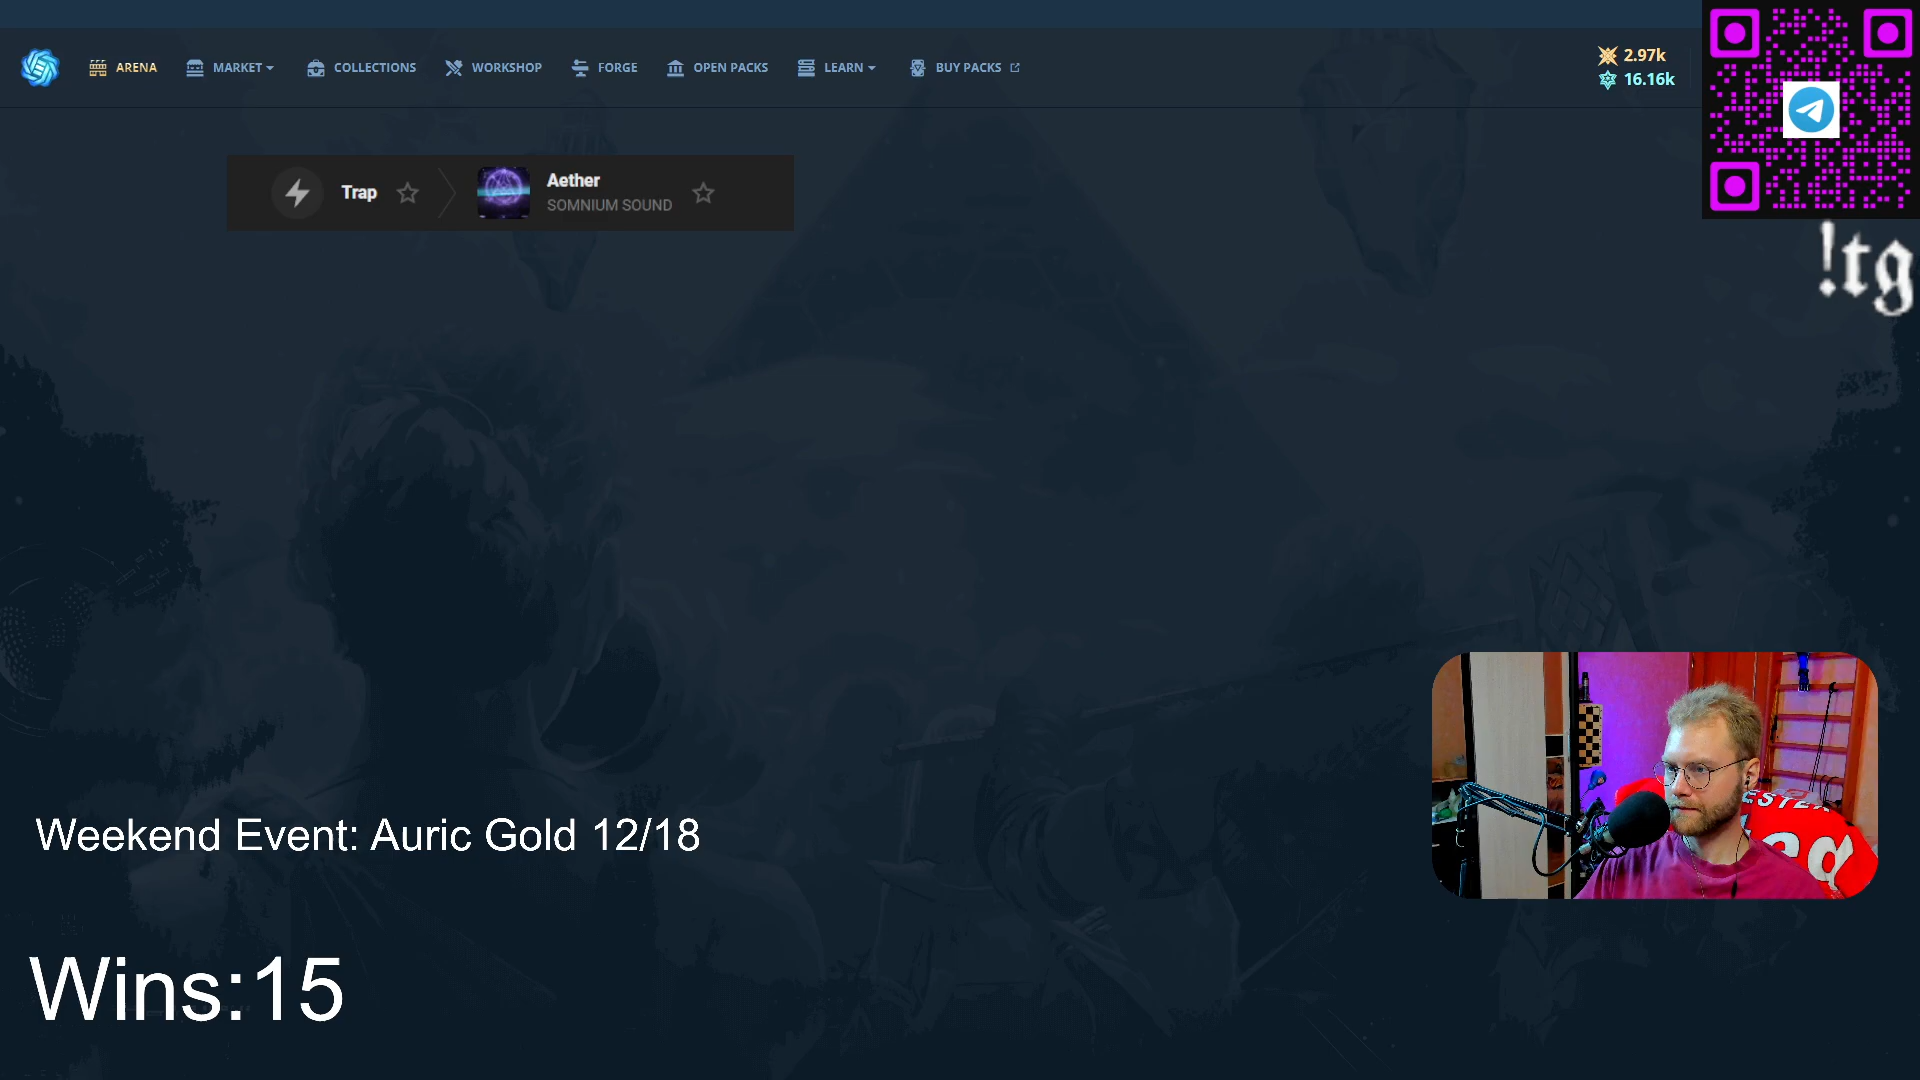 ARENA
MARKET
COLLECTIONS
WORKSHOP
FORGE
OPEN PACKS
LEARN
BUY PACKS
2.97k
16.16k
!tg
Trap
Aether
SOMNIUM SOUND
Weekend Event: Auric Gold 12/18
Wins:15